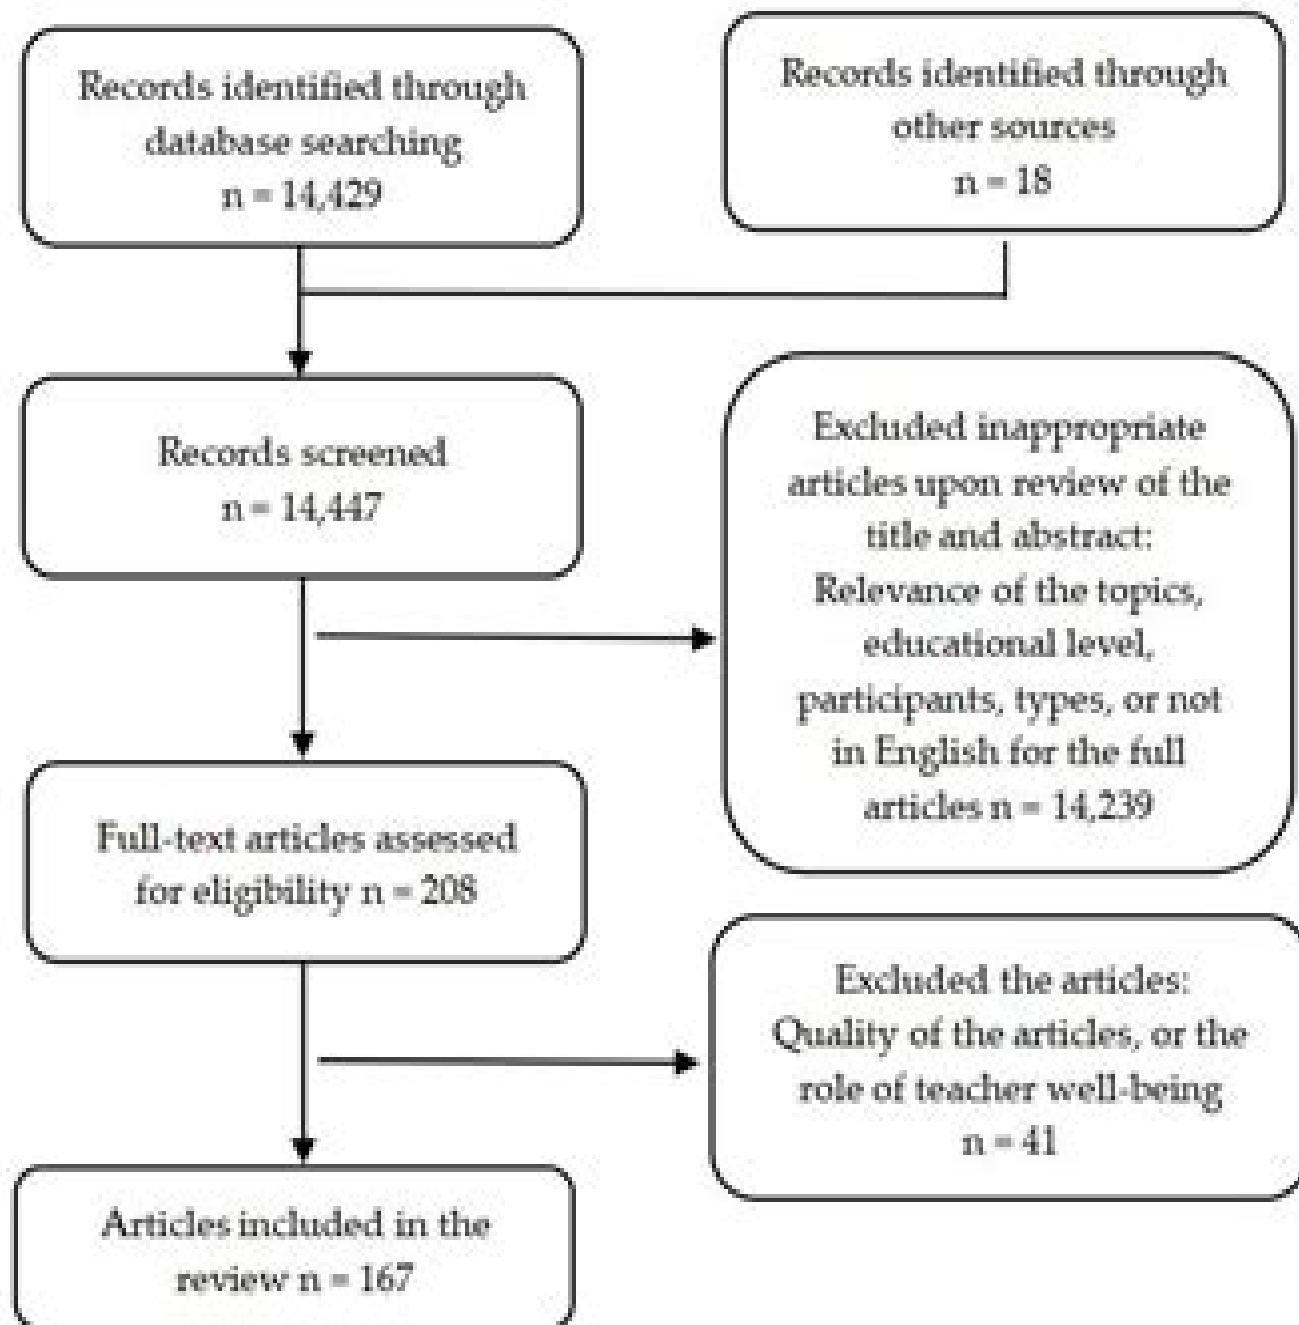 Records identified through
database searching
n = 14,429
Records identified through
other sources
n = 18
Records screened
n = 14,447
Excluded inappropriate
articles upon review of the
title and abstract:
Relevance of the topics,
educational level,
participants, types, or not
in English for the full
articles n = 14,239
Full-text articles assessed
for eligibility n = 208
Excluded the articles:
Quality of the articles, or the
role of teacher well-being
n = 41
Articles included in the
review n = 167